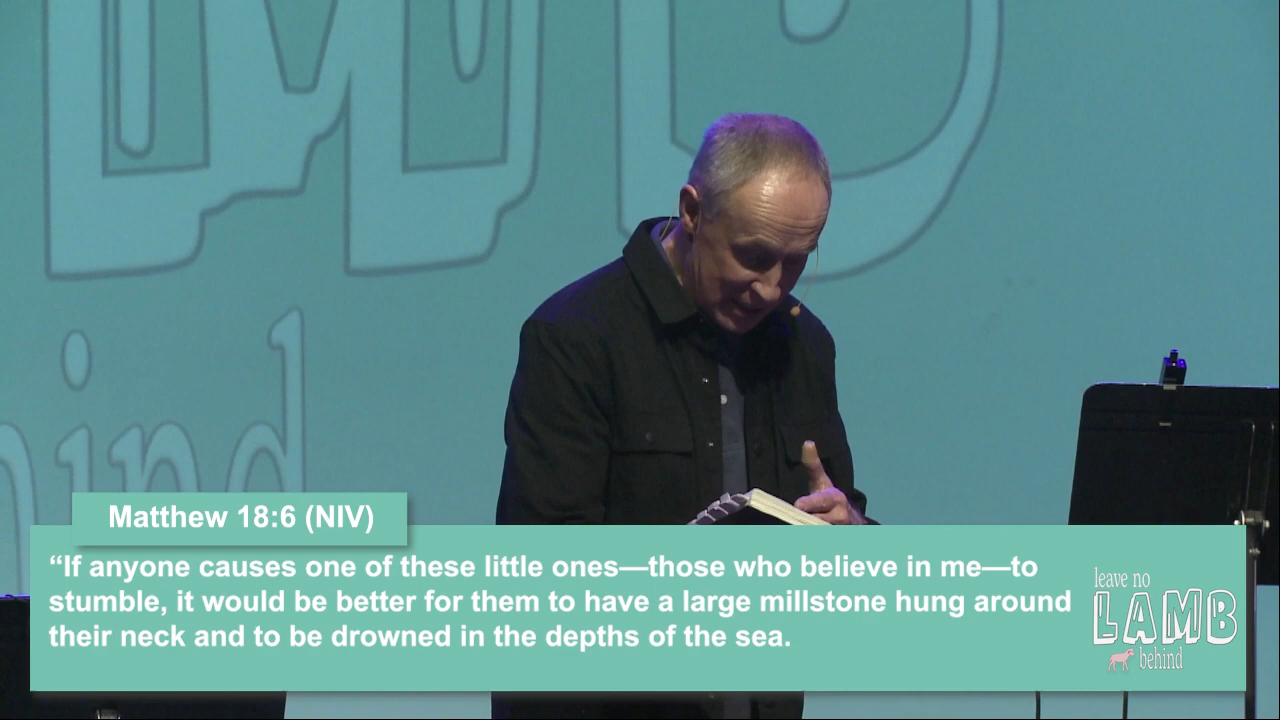 MB
hind
Matthew 18:6 (NIV)
“If anyone causes one of these little ones—those who believe in me—to
stumble, it would be better for them to have a large millstone hung around
their neck and to be drowned in the depths of the sea.
leave no
LAMB
behind